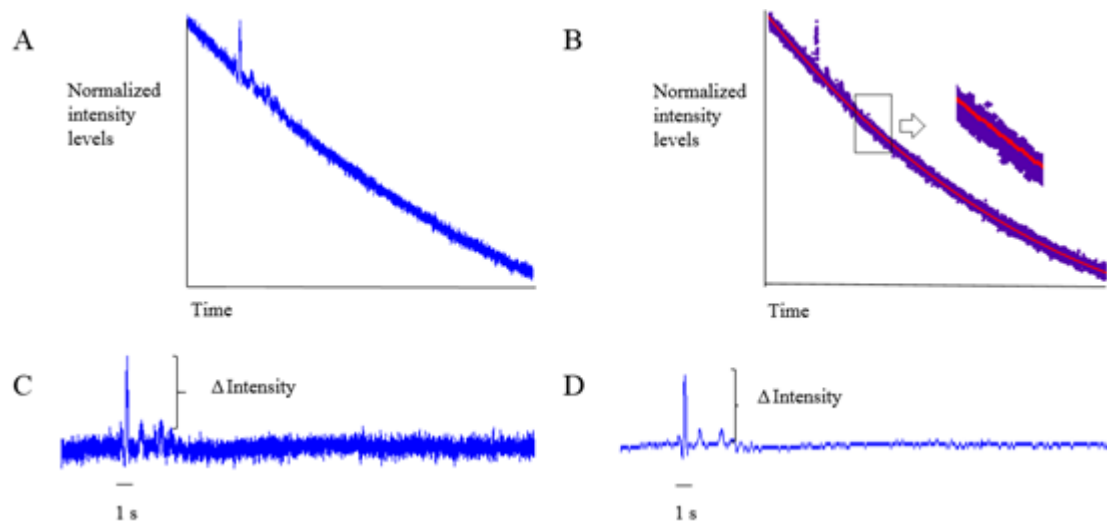 A
Normalized
intensity
levels
Time
B
Normalized
intensity
levels
Time
C
Δ Intensity
1 s
D
Δ Intensity
1 s